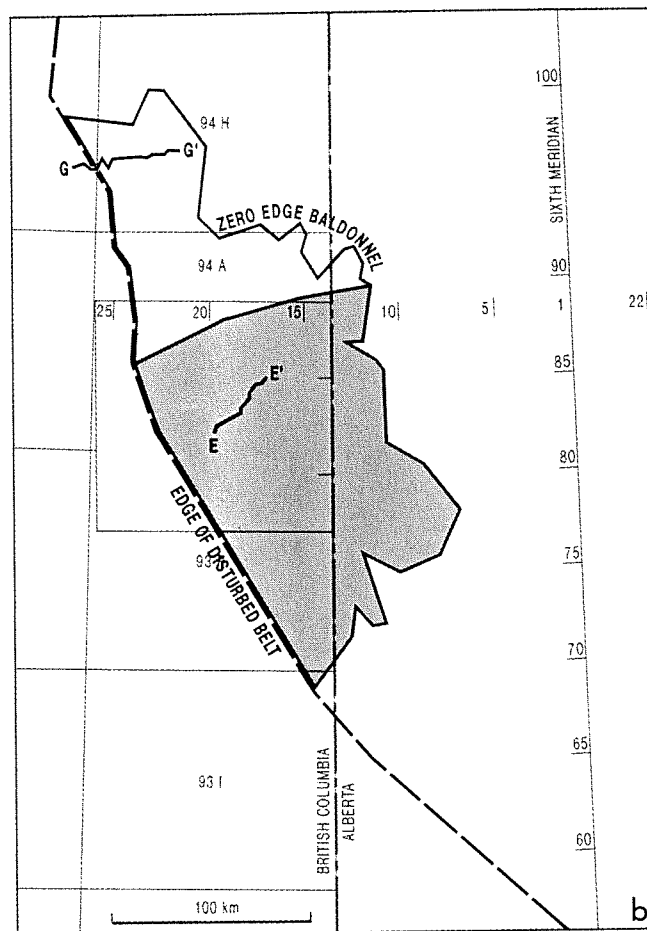 100
94 H
G
G'
SIXTH MERIDIAN
ZERO EDGE BALDONNEL
94 A
90
25
20
15
10
5
1
22
85
E'
E
80
EDGE OF DISTURBED BELT
75
70
65
BRITISH COLUMBIA
ALBERTA
93 I
60
100 km
b